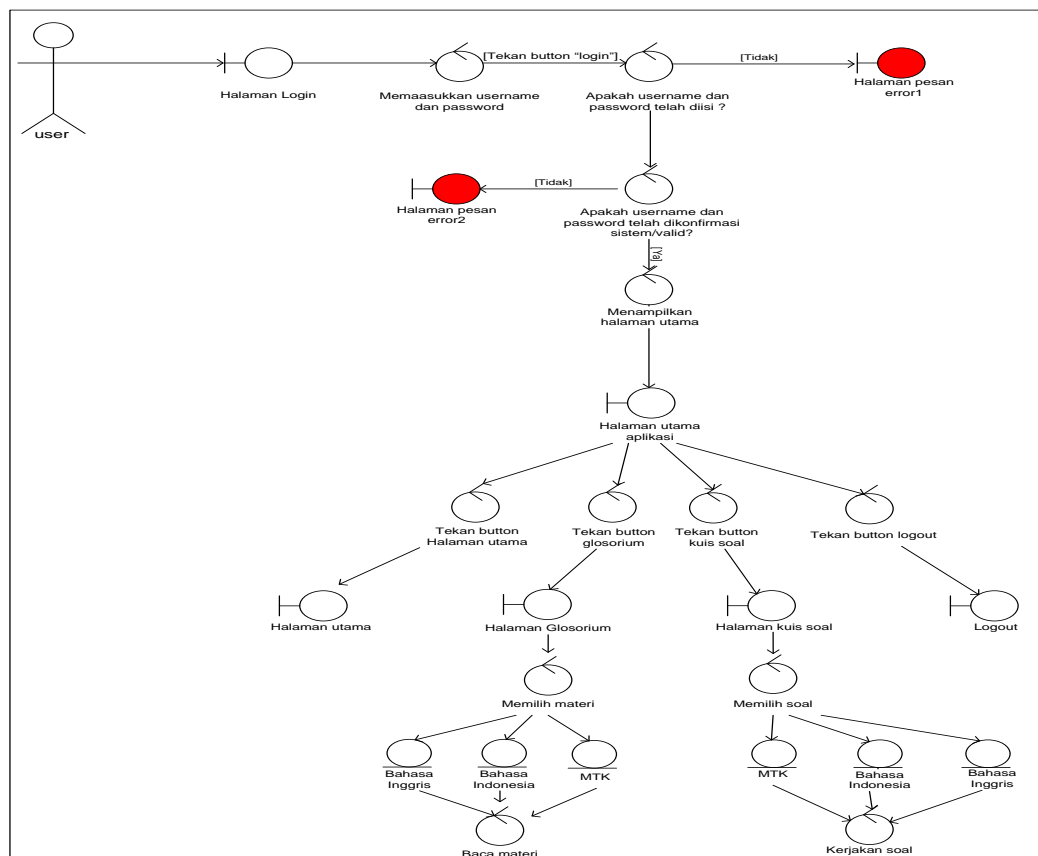 [Tekan button "login"]
[Tidak]
Halaman Login
Memaasukkan username
dan password
Apakah username dan
password telah diisi ?
Halaman pesan
error1
user
[Tidak]
Halaman pesan
error2
Apakah username dan
password telah dikonfirmasi
sistem/valid?
[Ya]
Menampilkan
halaman utama
Halaman utama
aplikasi
Tekan button
Halaman utama
Tekan button
glosorium
Tekan button
kuis soal
Tekan button logout
Halaman utama
Halaman Glosorium
Halaman kuis soal
Logout
Memilih materi
Memilih soal
Bahasa
Inggris
Bahasa
Indonesia
MTK
MTK
Bahasa
Indonesia
Bahasa
Inggris
Baca materi
Kerjakan soal